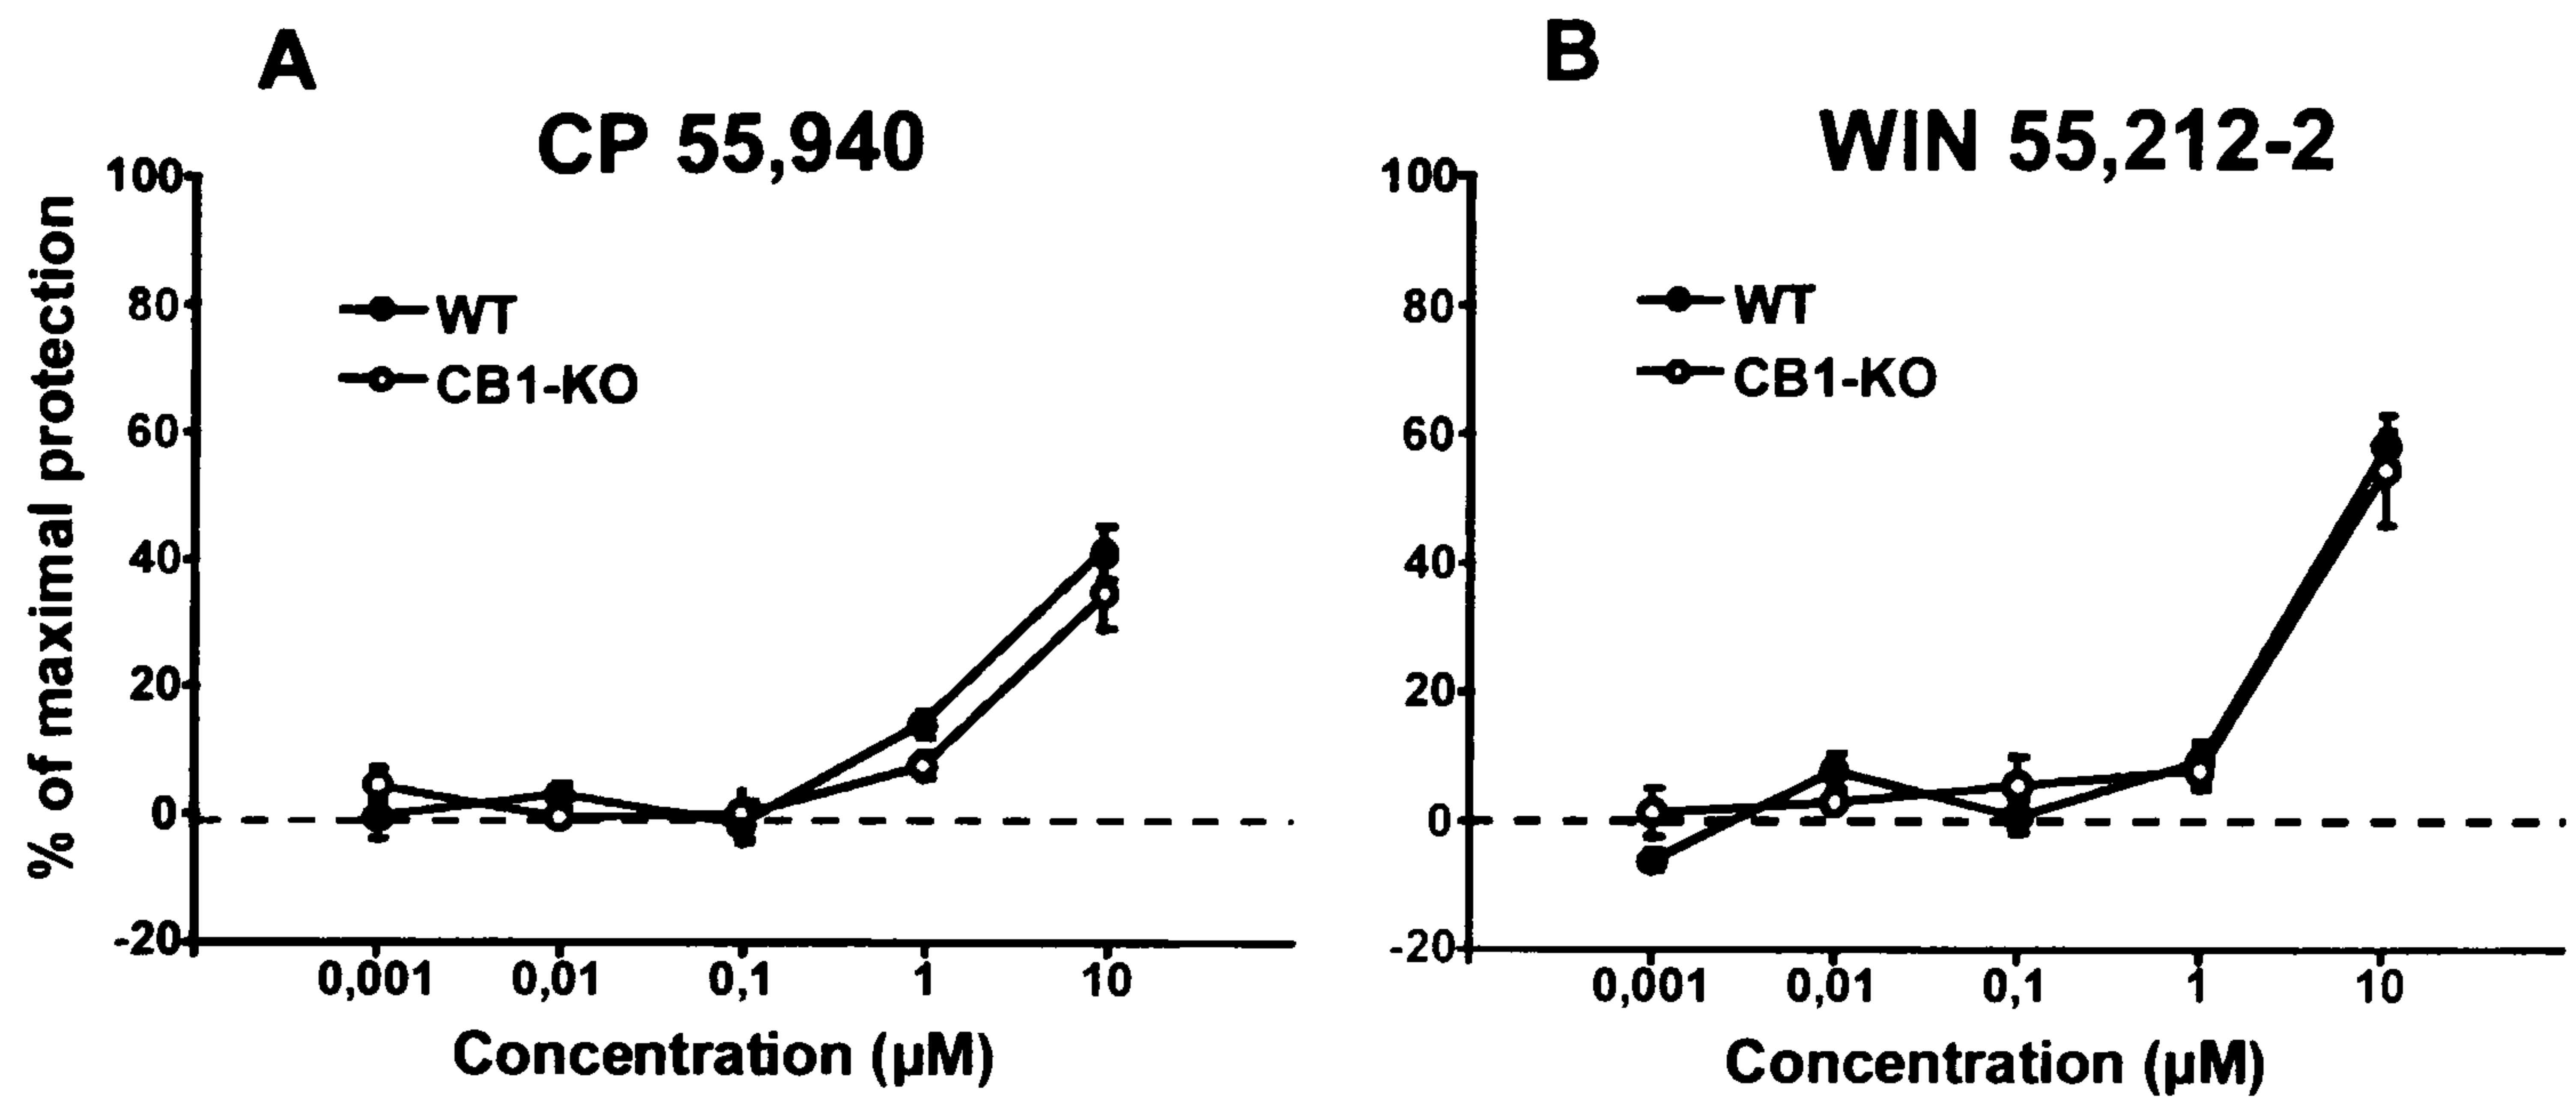 A
CP 55,940
% of maximal protection
100
80
60
40
20
0
-20
WT
CB1-KO
0,001 0,01 0,1 1 10
Concentration (µM)
B
WIN 55,212-2
100
80
60
40
20
0
-20
WT
CB1-KO
0,001 0,01 0,1 1 10
Concentration (µM)